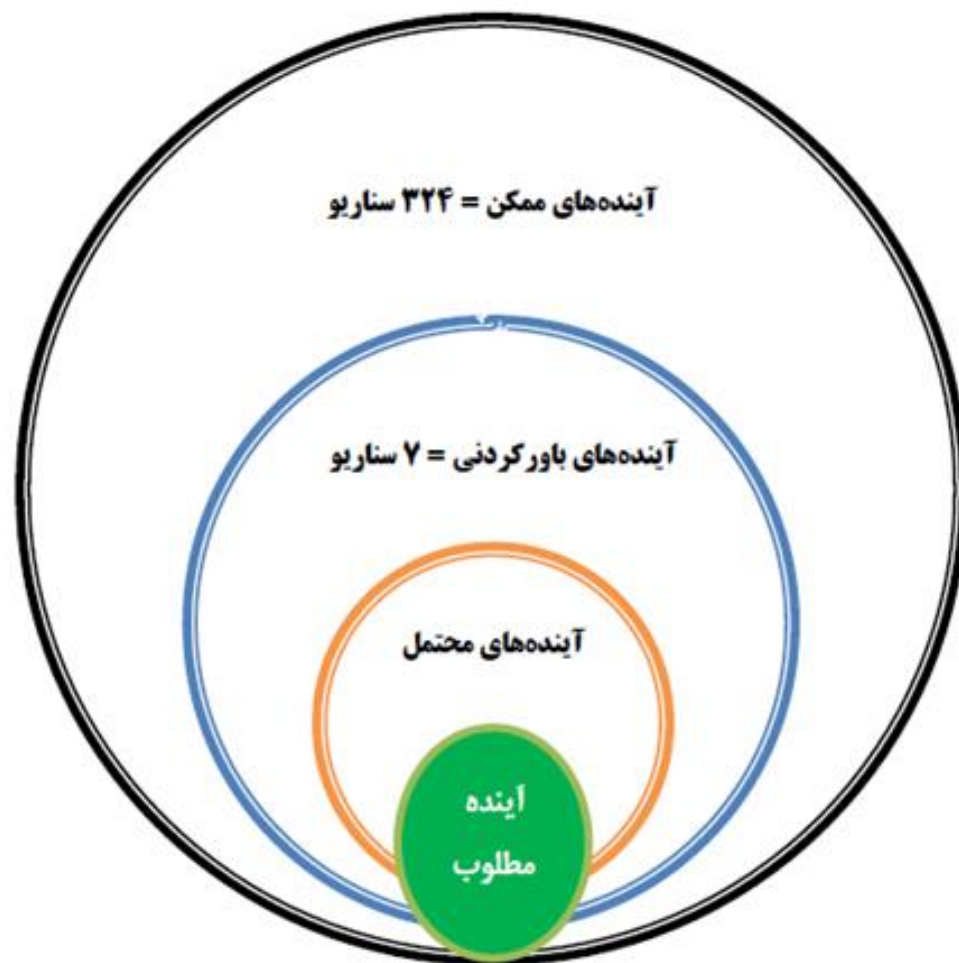 آینده‌های ممکن = ۳۲۴ سناریو
آینده‌های باورکردنی = ۷ سناریو
آینده‌های محتمل
آینده
مطلوب